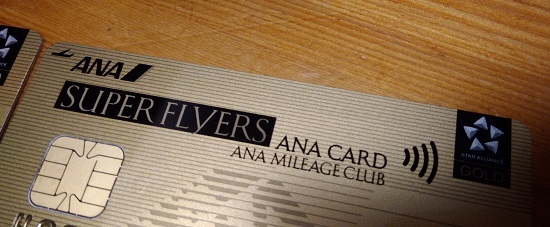 ANA
SUPER FLYERS
ANA CARD
ANA MILEAGE CLUB
STAR ALLIANCE
GOLD